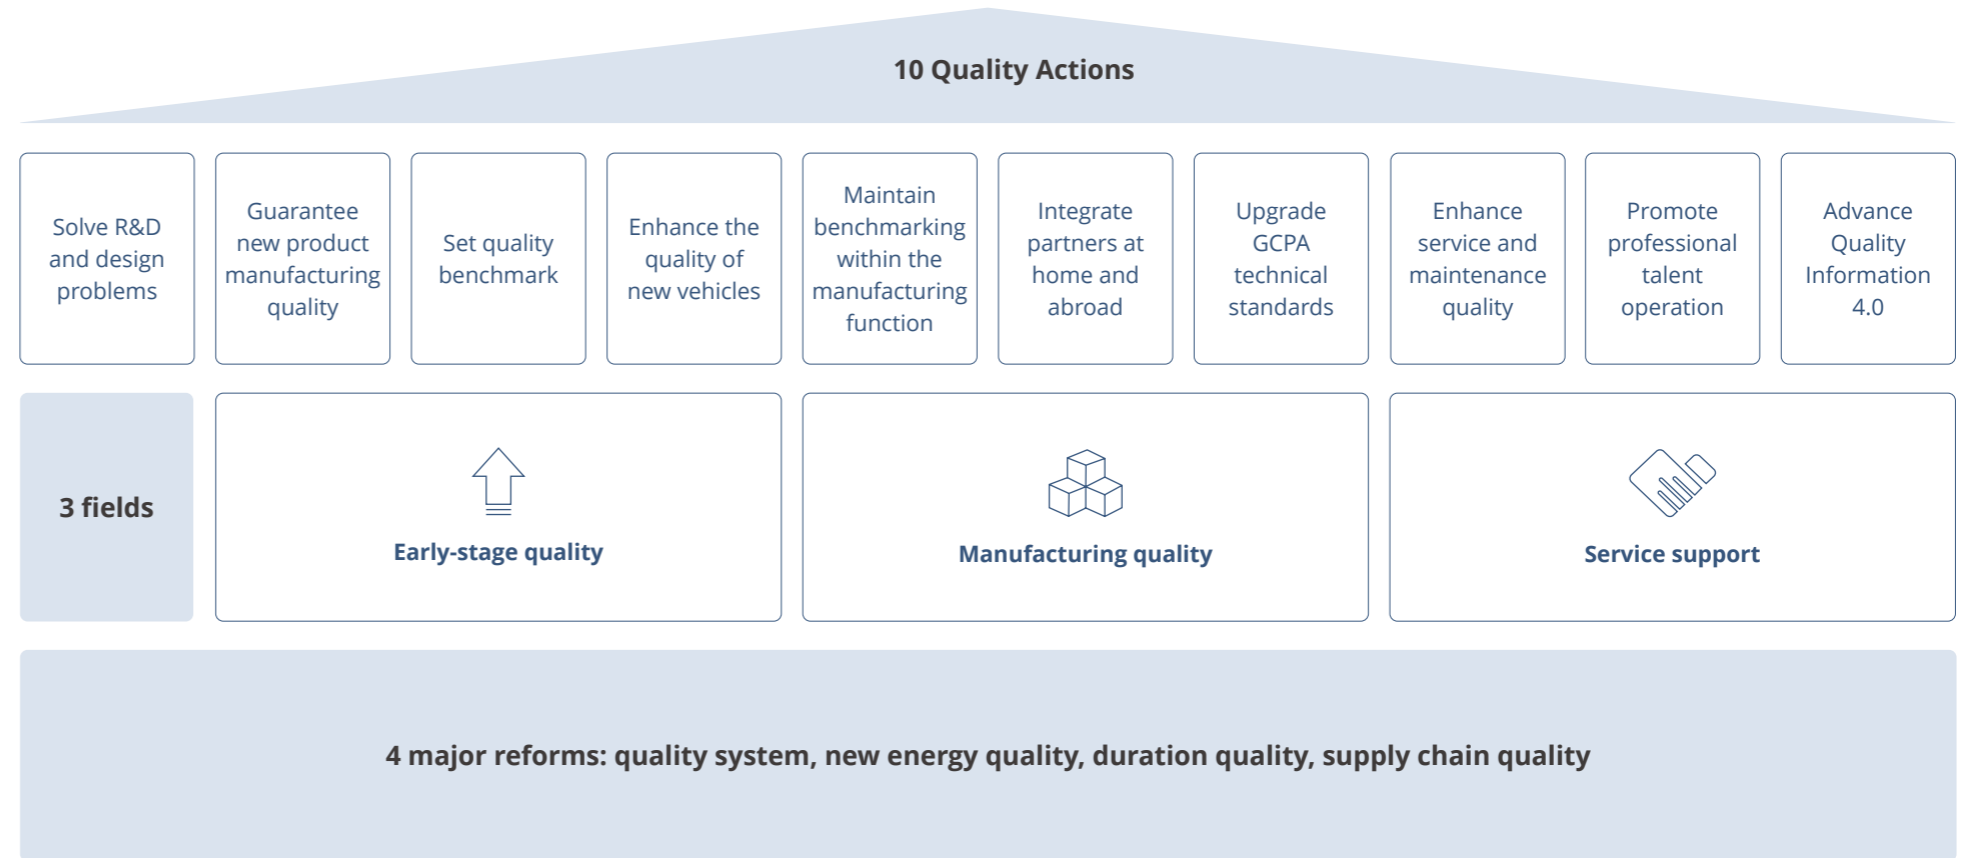 10 Quality Actions
Solve R&D
and design
problems
Guarantee
new product
manufacturing
quality
Set quality
benchmark
Enhance the
quality of
new vehicles
Maintain
benchmarking
within the
manufacturing
function
Integrate
partners at
home and
abroad
Upgrade
GCPA
technical
standards
Enhance
service and
maintenance
quality
Promote
professional
talent
operation
Advance
Quality
Information
4.0
3 fields
Early-stage quality
Manufacturing quality
Service support
4 major reforms: quality system, new energy quality, duration quality, supply chain quality